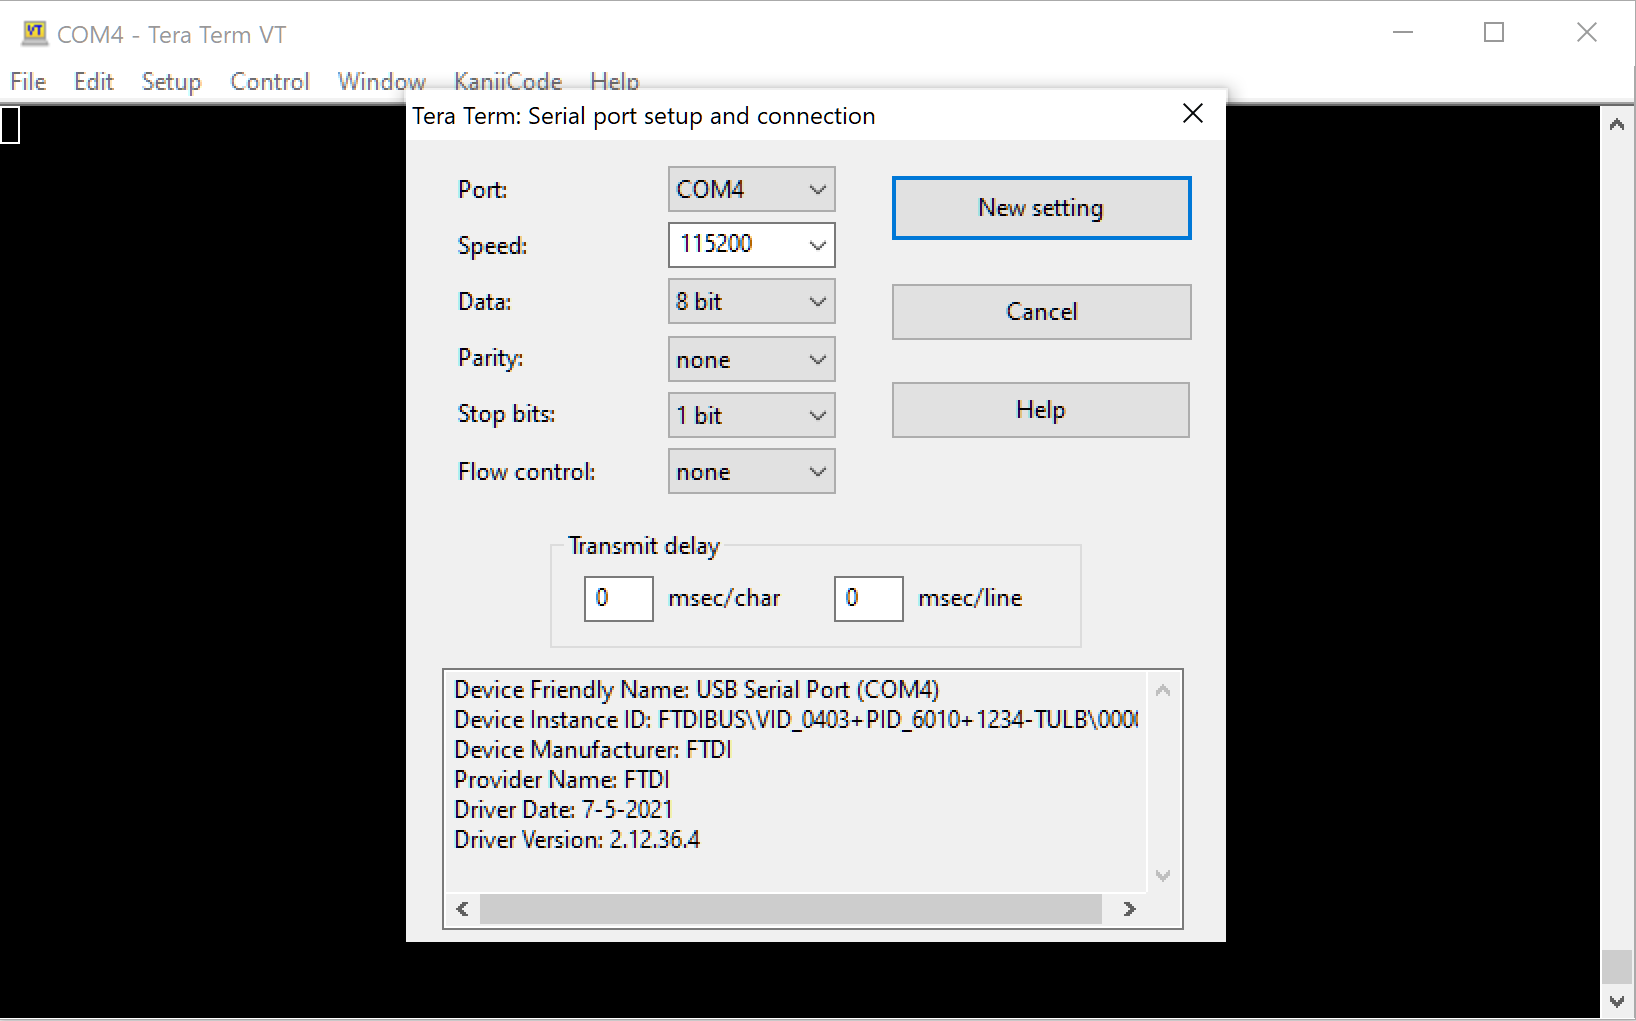 VT COM4 - Tera Term VT
File Edit Setup Control Window KanjiCode Help
Tera Term: Serial port setup and connection
Port: COM4 New setting
Speed: 115200
Data: 8 bit Cancel
Parity: none
Stop bits: 1 bit Help
Flow control: none
Transmit delay
0 msec/char 0 msec/line
Device Friendly Name: USB Serial Port (COM4)
Device Instance ID: FTDIBUS\VID_0403+PID_6010+1234-TULB\0000
Device Manufacturer: FTDI
Provider Name: FTDI
Driver Date: 7-5-2021
Driver Version: 2.12.36.4